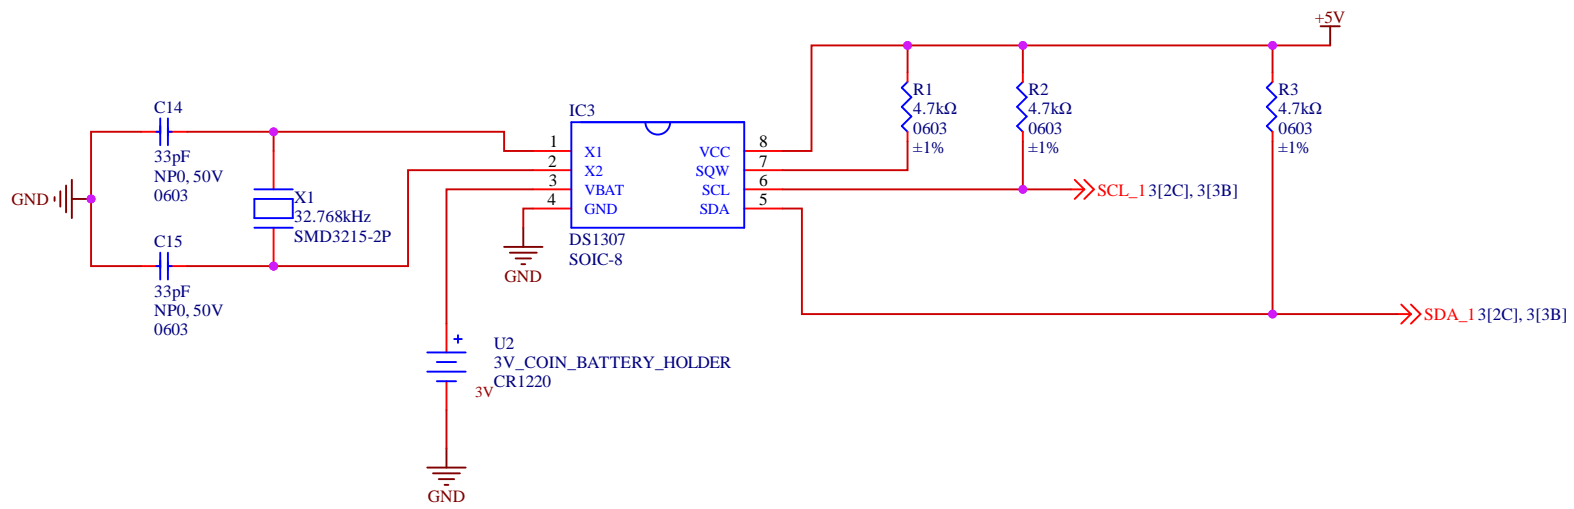 +5V
C14
33pF
NP0, 50V
0603
GND
X1
32.768kHz
SMD3215-2P
C15
33pF
NP0, 50V
0603
IC3
1 X1
2 X2
3 VBAT
4 GND
VCC 8
SQW 7
SCL 6
SDA 5
DS1307
SOIC-8
GND
R1
4.7kΩ
0603
±1%
R2
4.7kΩ
0603
±1%
R3
4.7kΩ
0603
±1%
SCL_1 3[2C], 3[3B]
SDA_1 3[2C], 3[3B]
+
U2
3V_COIN_BATTERY_HOLDER
CR1220
3V
GND